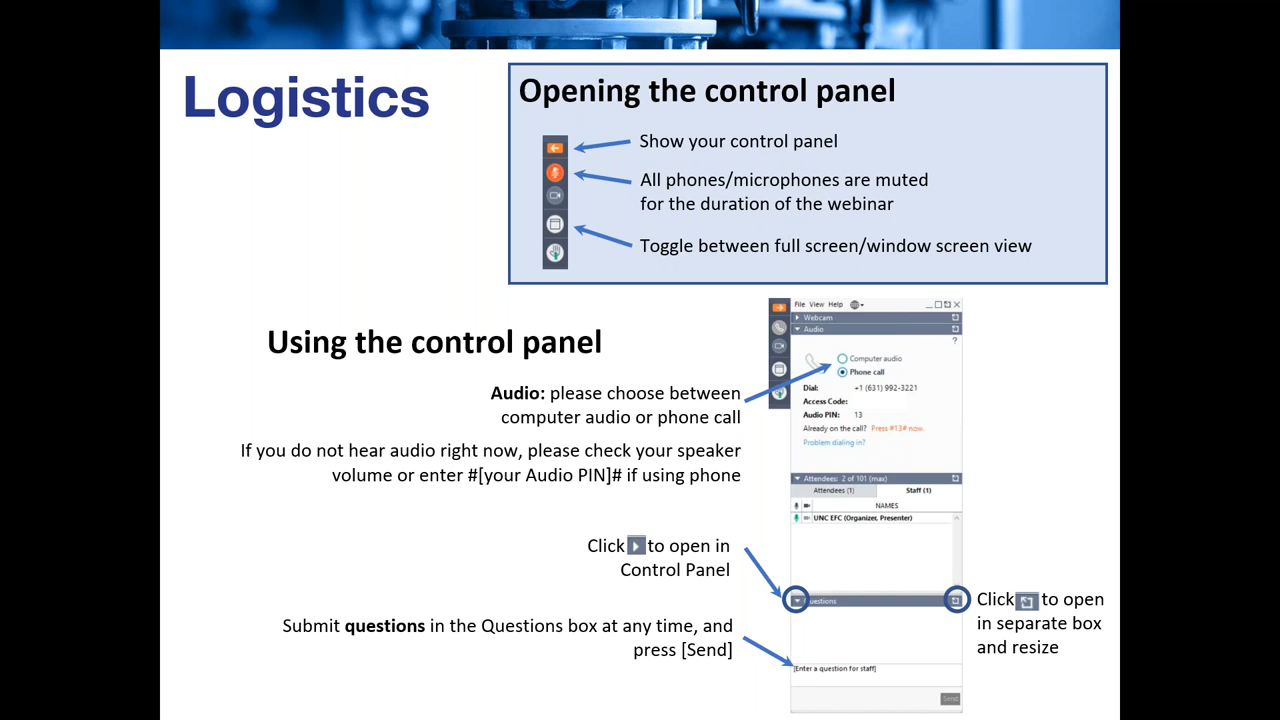 Logistics
Opening the control panel
Show your control panel
All phones/microphones are muted
for the duration of the webinar
Toggle between full screen/window screen view
Using the control panel
Audio: please choose between
computer audio or phone call
If you do not hear audio right now, please check your speaker
volume or enter #[your Audio PIN]# if using phone
Click to open in
Control Panel
Submit questions in the Questions box at any time, and
press [Send]
File View Help
Webcam
Audio
?
Computer audio
Phone call
Dial: +1 (631) 992-3221
Access Code:
Audio PIN: 13
Already on the call? Press #13# now.
Problem dialing in?
Attendees: 2 of 101 (max)
Attendees (1) Staff (1)
NAMES
UNC EFC (Organizer, Presenter)
Questions
[Enter a question for staff]
Send
Click to open
in separate box
and resize